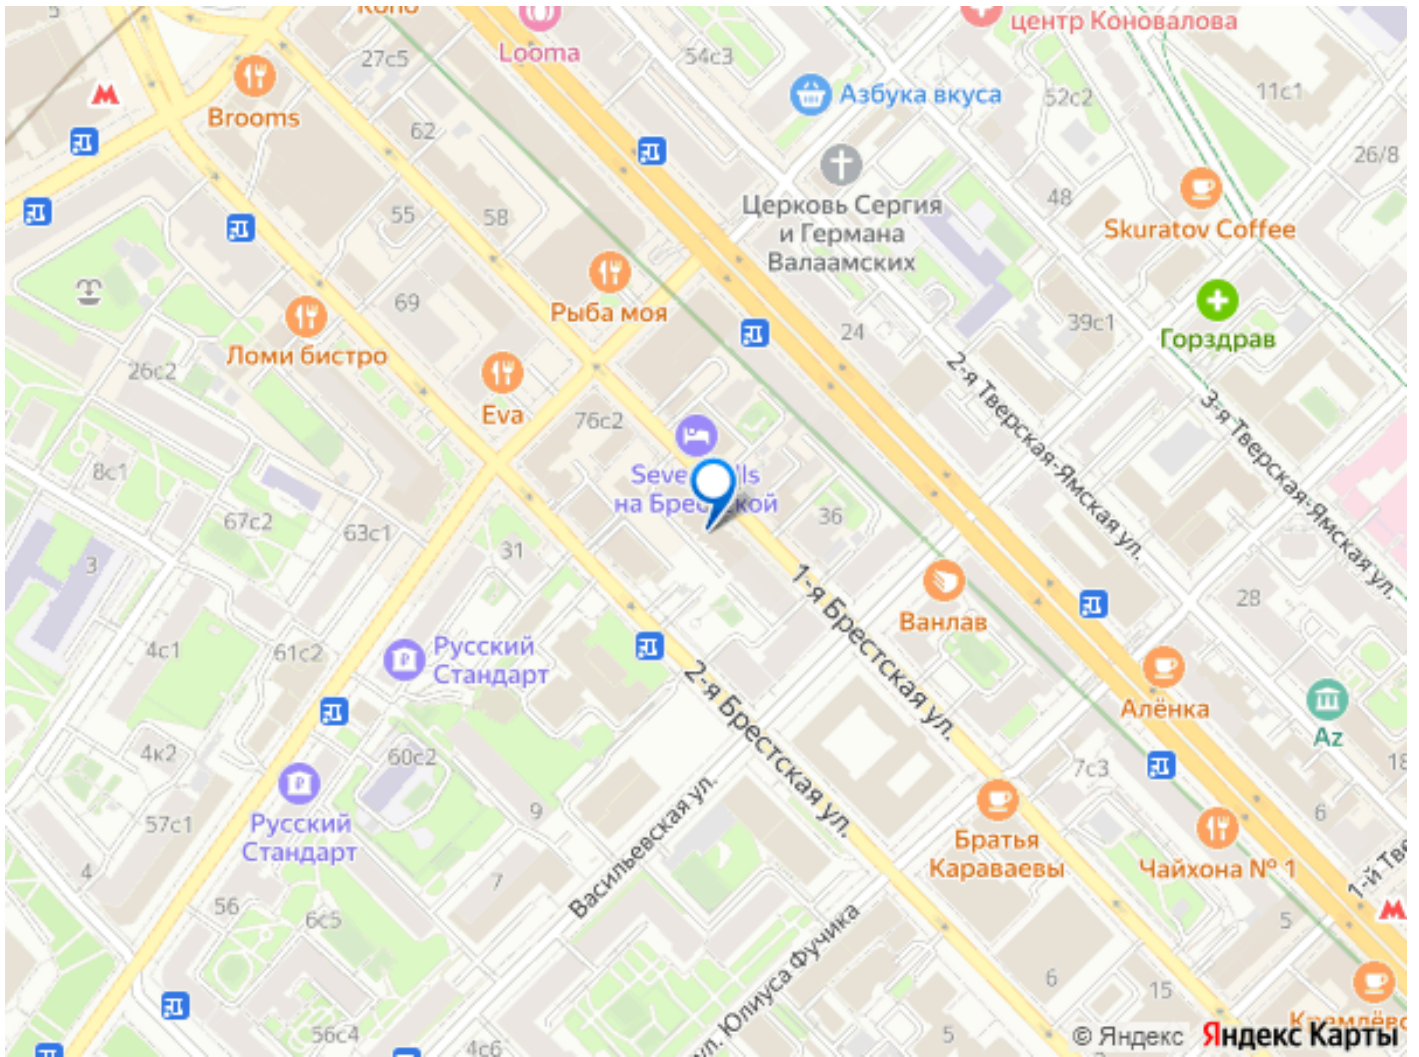 Looma
центр Коновалова
27с5
54с3
Азбука вкуса
52с2
11с1
Brooms
62
26/8
55
58
Церковь Сергия
и Германа
Валаамских
48
Skuratov Coffee
69
Рыба моя
24
39с1
Горздрав
Ломи бистро
26с2
Eva
76с2
2-я Тверская-Ямская ул.
3-я Тверская-Ямская ул.
8с1
на Брестской
67с2
63с1
36
31
3
1-я Брестская ул.
Ванлав
28
4с1
61с2
Русский
Стандарт
2-я Брестская ул.
Алёнка
Az
4к2
60с2
7с3
18
57с1
Русский
Стандарт
9
Васильевская ул.
Братья
Караваевы
6
Чайхона № 1
4
7
56
6с5
ул. Юлиуса Фучика
5
6
15
56с4
4с6
5
© Яндекс
Яндекс Карты